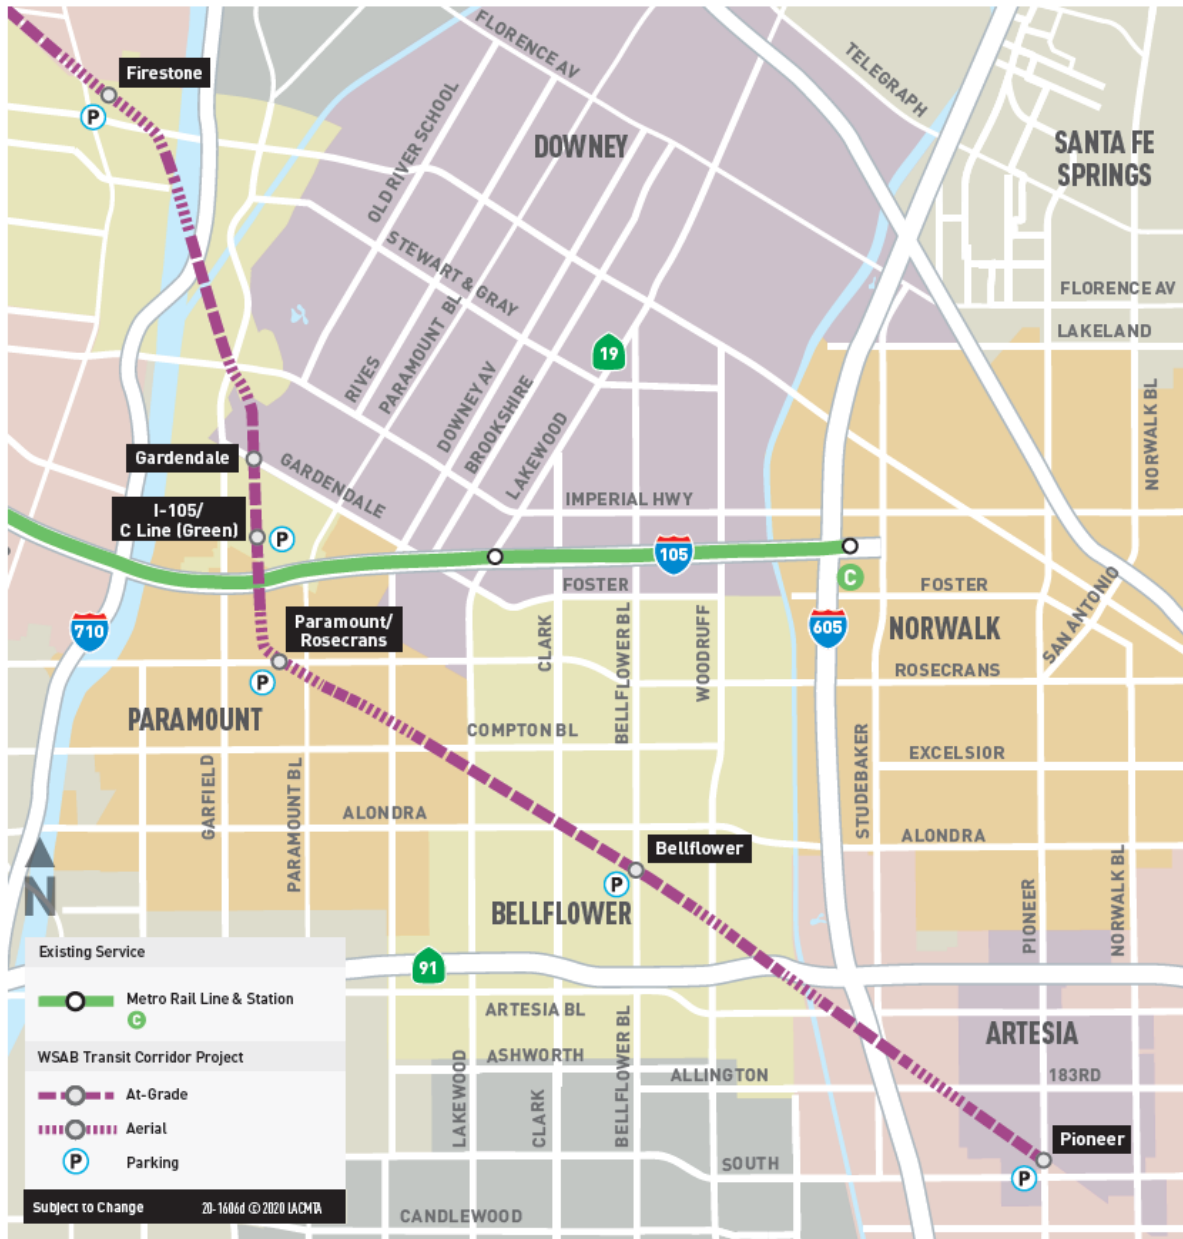 Firestone
P
FLORENCE AV
TELEGRAPH
DOWNEY
SANTA FE
SPRINGS
OLD RIVER SCHOOL
STEWART & GRAY
FLORENCE AV
LAKELAND
RIVES
PARAMOUNT BL
DOWNEY AV
BROOKSHIRE
LAKEWOOD
19
NORWALK BL
Gardendale
GARDENDALE
IMPERIAL HWY
I-105/
C Line (Green)
P
105
C
FOSTER
FOSTER
710
Paramount/
Rosecrans
P
605
NORWALK
SAN ANTONIO
CLARK
BELLFLOWER BL
WOODRUFF
ROSECRANS
PARAMOUNT
COMPTON BL
EXCELSIOR
GARFIELD
PARAMOUNT BL
ALONDRA
STUDEBAKER
ALONDRA
Bellflower
P
BELLFLOWER
PIONEER
NORWALK BL
N
91
ARTESIA BL
ARTESIA
ASHWORTH
ALLINGTON
183RD
LAKEWOOD
CLARK
BELLFLOWER BL
Pioneer
P
SOUTH
CANDLEWOOD
Existing Service
Metro Rail Line & Station
C
WSAB Transit Corridor Project
At-Grade
Aerial
P
Parking
Subject to Change
20-1606d © 2020 LACMTA